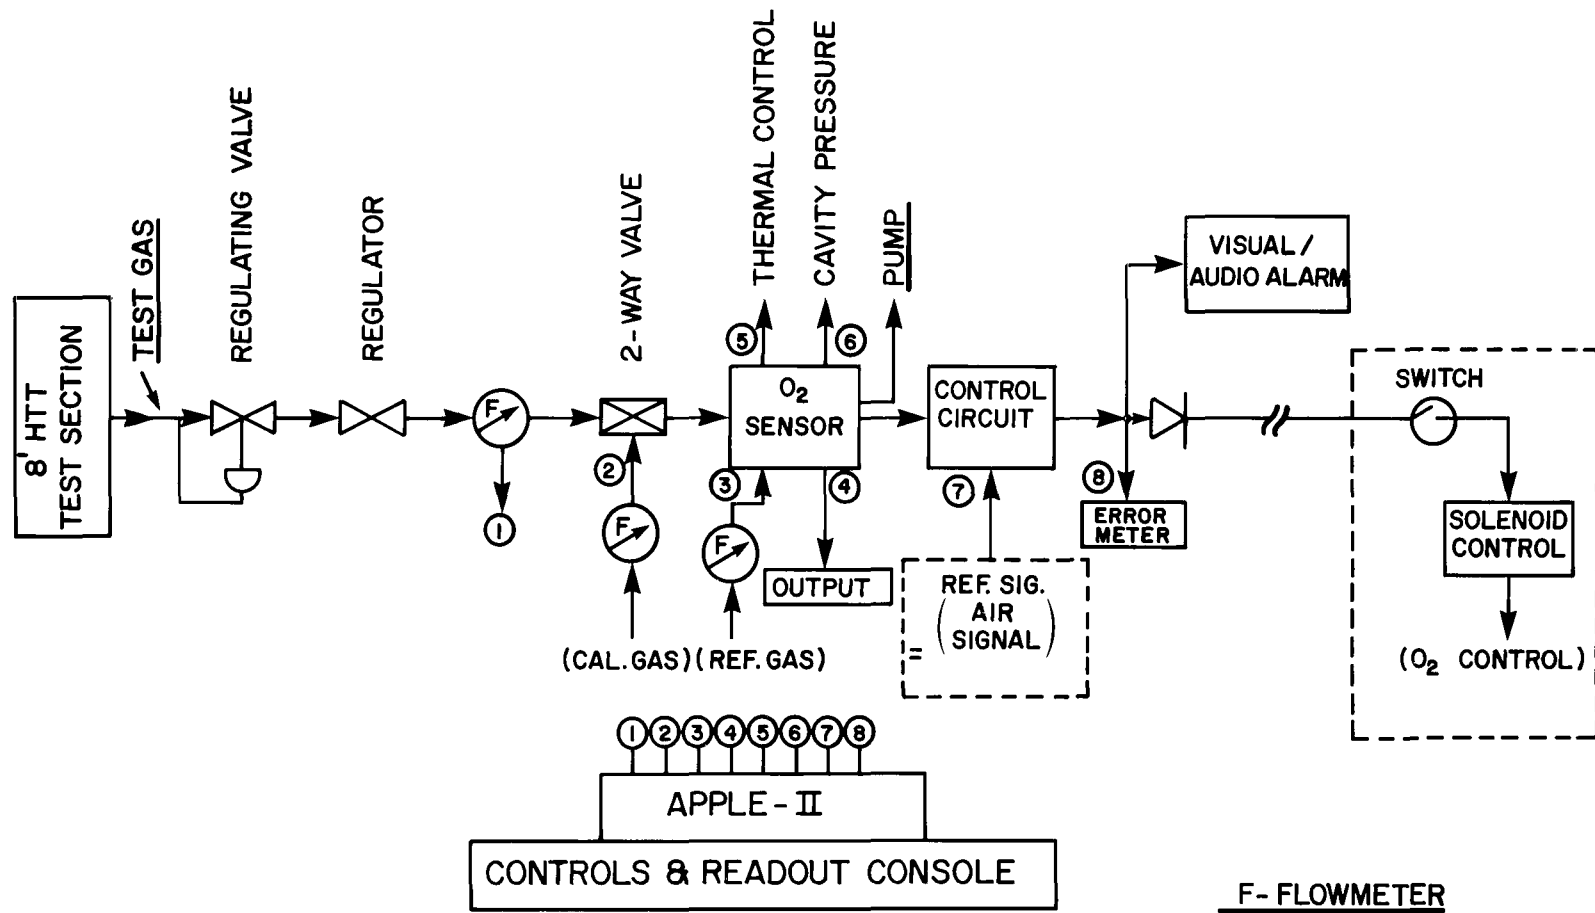 8' HTT
TEST SECTION
TEST GAS
REGULATING VALVE
REGULATOR
F
1
2-WAY VALVE
2
F
(CAL. GAS)
THERMAL CONTROL
CAVITY PRESSURE
PUMP
5
6
O2
SENSOR
3
4
F
(REF. GAS)
OUTPUT
CONTROL
CIRCUIT
7
REF. SIG.
= (AIR
SIGNAL)
VISUAL /
AUDIO ALARM
8
ERROR
METER
SWITCH
SOLENOID
CONTROL
(O2 CONTROL)
1 2 3 4 5 6 7 8
APPLE-II
CONTROLS & READOUT CONSOLE
F- FLOWMETER